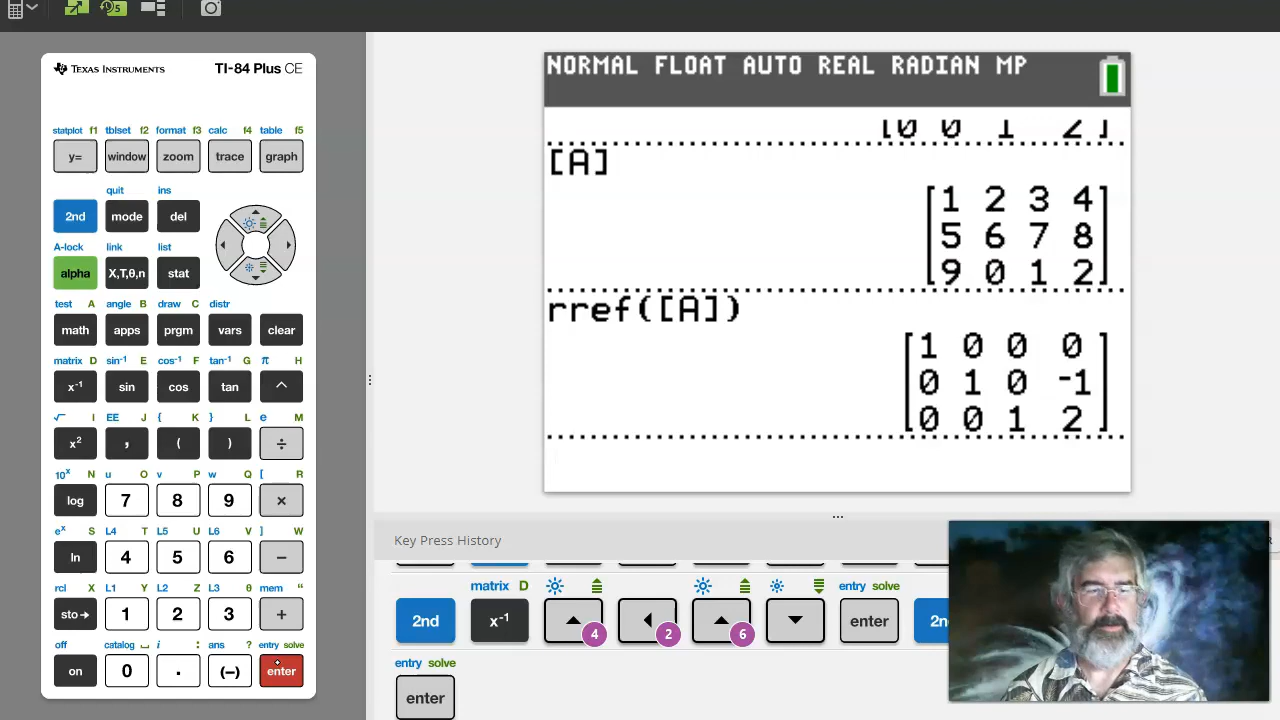 TEXAS INSTRUMENTS TI-84 Plus CE
statplot f1 tblset f2 format f3 calc f4 table f5
y= window zoom trace graph
quit ins
2nd mode del
A-lock link list
alpha X,T,θ,n stat
test A angle B draw C distr
math apps prgm vars clear
matrix D sin⁻¹ E cos⁻¹ F tan⁻¹ G π H
x⁻¹ sin cos tan ^
√ I EE J { K } L e M
x² , ( ) ÷
10ˣ N u O v P w Q [ R
log 7 8 9 ×
eˣ S L4 T L5 U L6 V ] W
ln 4 5 6 −
rcl X L1 Y L2 Z L3 θ mem “
sto→ 1 2 3 +
off catalog ⎵ i : ans ? entry solve
on 0 . (−) enter
NORMAL FLOAT AUTO REAL RADIAN MP
[0 0 1 2]
[A]
[1 2 3 4
5 6 7 8
9 0 1 2]
rref([A])
[1 0 0 0
0 1 0 -1
0 0 1 2]
Key Press History
matrix D entry solve
2nd x⁻¹ 4 2 6 enter
entry solve
enter